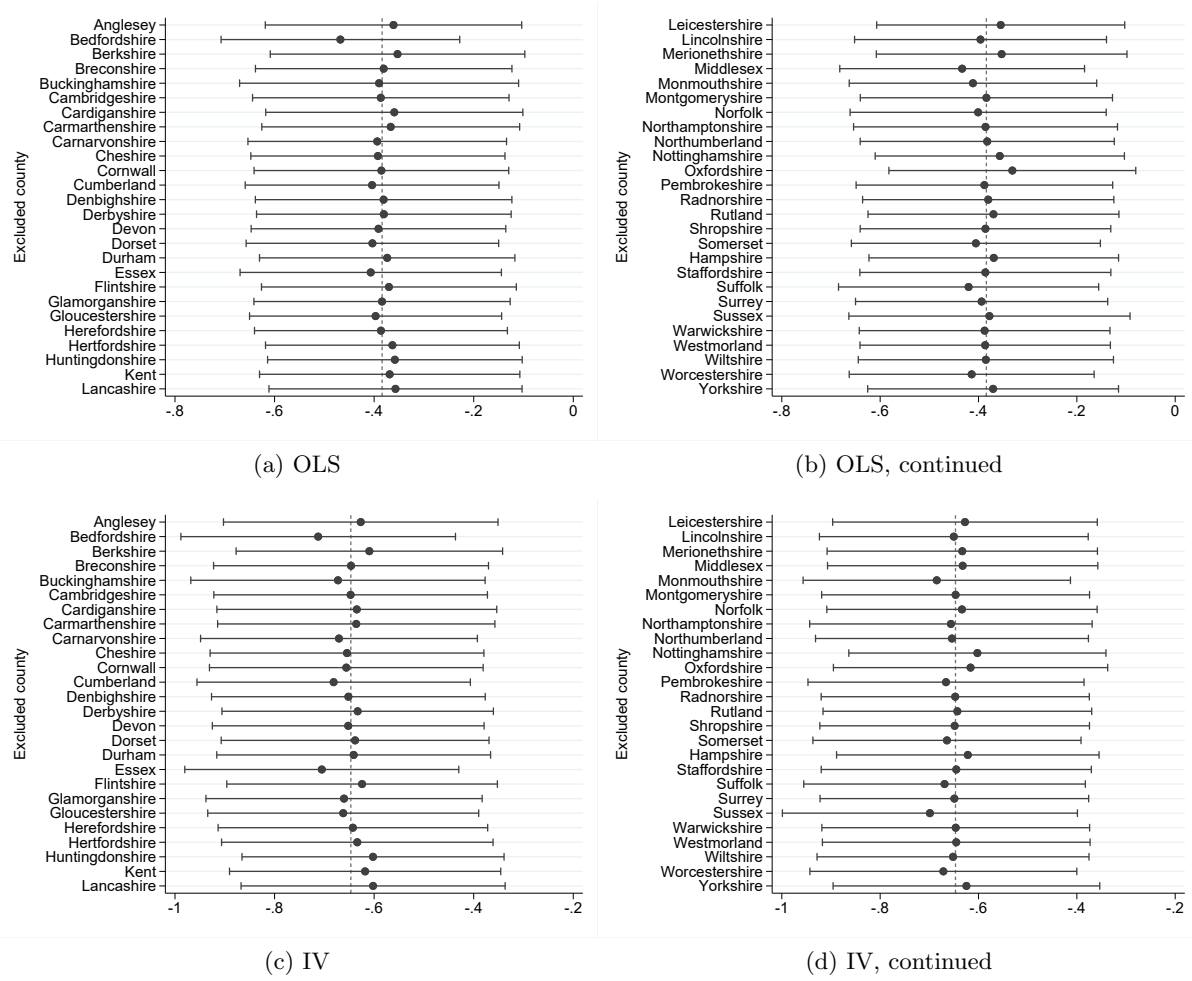 Excluded county
Anglesey
Bedfordshire
Berkshire
Breconshire
Buckinghamshire
Cambridgeshire
Cardiganshire
Carmarthenshire
Carnarvonshire
Cheshire
Cornwall
Cumberland
Denbighshire
Derbyshire
Devon
Dorset
Durham
Essex
Flintshire
Glamorganshire
Gloucestershire
Herefordshire
Hertfordshire
Huntingdonshire
Kent
Lancashire
-.8 -.6 -.4 -.2 0
(a) OLS
Excluded county
Leicestershire
Lincolnshire
Merionethshire
Middlesex
Monmouthshire
Montgomeryshire
Norfolk
Northamptonshire
Northumberland
Nottinghamshire
Oxfordshire
Pembrokeshire
Radnorshire
Rutland
Shropshire
Somerset
Hampshire
Staffordshire
Suffolk
Surrey
Sussex
Warwickshire
Westmorland
Wiltshire
Worcestershire
Yorkshire
-.8 -.6 -.4 -.2 0
(b) OLS, continued
Excluded county
Anglesey
Bedfordshire
Berkshire
Breconshire
Buckinghamshire
Cambridgeshire
Cardiganshire
Carmarthenshire
Carnarvonshire
Cheshire
Cornwall
Cumberland
Denbighshire
Derbyshire
Devon
Dorset
Durham
Essex
Flintshire
Glamorganshire
Gloucestershire
Herefordshire
Hertfordshire
Huntingdonshire
Kent
Lancashire
-1 -.8 -.6 -.4 -.2
(c) IV
Excluded county
Leicestershire
Lincolnshire
Merionethshire
Middlesex
Monmouthshire
Montgomeryshire
Norfolk
Northamptonshire
Northumberland
Nottinghamshire
Oxfordshire
Pembrokeshire
Radnorshire
Rutland
Shropshire
Somerset
Hampshire
Staffordshire
Suffolk
Surrey
Sussex
Warwickshire
Westmorland
Wiltshire
Worcestershire
Yorkshire
-1 -.8 -.6 -.4 -.2
(d) IV, continued